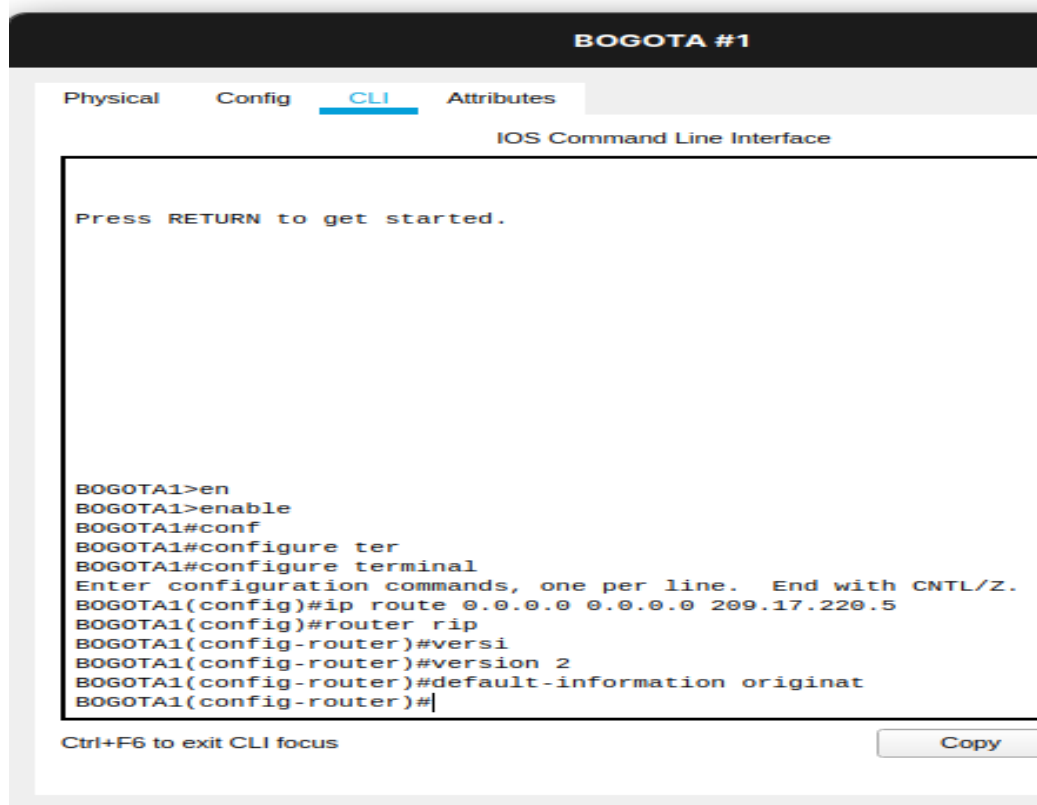 BOGOTA #1
Physical Config CLI Attributes
IOS Command Line Interface
Press RETURN to get started.
BOGOTA1>en
BOGOTA1>enable
BOGOTA1#conf
BOGOTA1#configure ter
BOGOTA1#configure terminal
Enter configuration commands, one per line.  End with CNTL/Z.
BOGOTA1(config)#ip route 0.0.0.0 0.0.0.0 209.17.220.5
BOGOTA1(config)#router rip
BOGOTA1(config-router)#versi
BOGOTA1(config-router)#version 2
BOGOTA1(config-router)#default-information originat
BOGOTA1(config-router)#
Ctrl+F6 to exit CLI focus
Copy